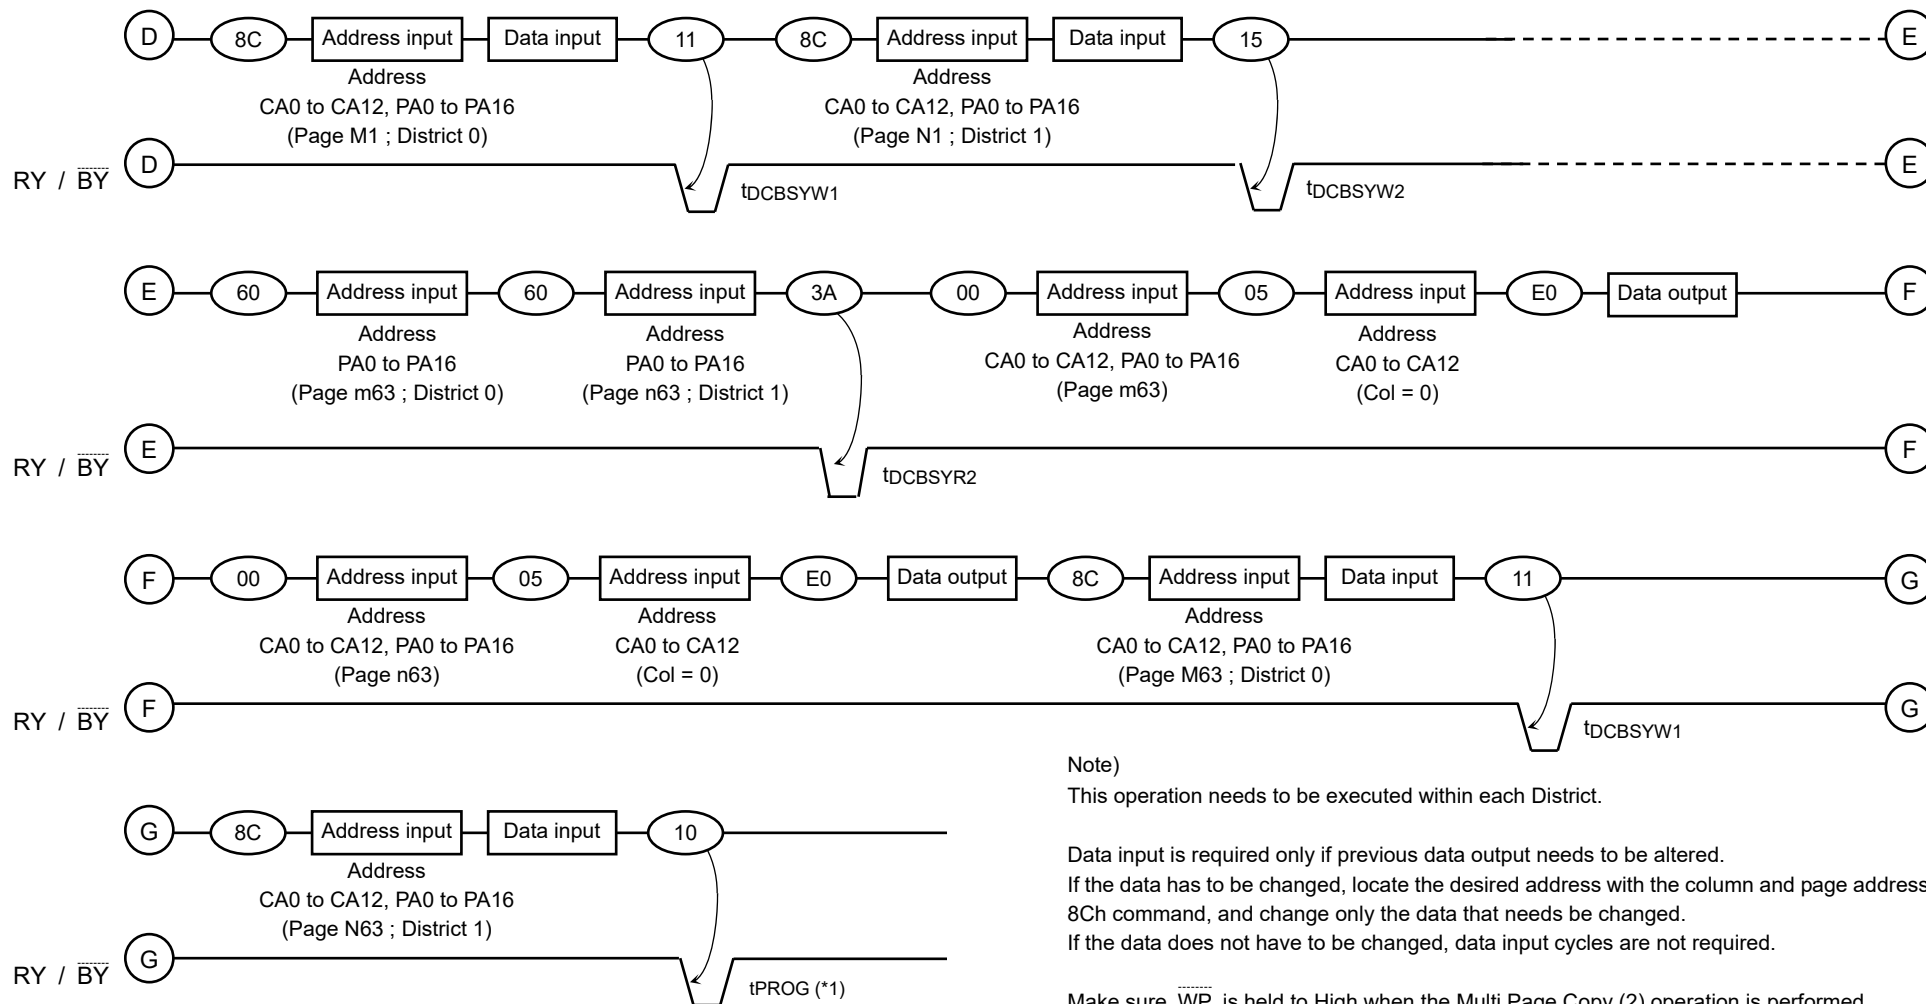 D 8C Address input Data input 11 8C Address input Data input 15 E
Address Address
CA0 to CA12, PA0 to PA16 CA0 to CA12, PA0 to PA16
(Page M1 ; District 0) (Page N1 ; District 1)
RY / BY D tDCBSYW1 tDCBSYW2 E
E 60 Address input 60 Address input 3A 00 Address input 05 Address input E0 Data output F
Address Address Address Address
PA0 to PA16 PA0 to PA16 CA0 to CA12, PA0 to PA16 CA0 to CA12
(Page m63 ; District 0) (Page n63 ; District 1) (Page m63) (Col = 0)
RY / BY E tDCBSYR2 F
F 00 Address input 05 Address input E0 Data output 8C Address input Data input 11 G
Address Address Address
CA0 to CA12, PA0 to PA16 CA0 to CA12 CA0 to CA12, PA0 to PA16
(Page n63) (Col = 0) (Page M63 ; District 0)
RY / BY F tDCBSYW1 G
G 8C Address input Data input 10
Address
CA0 to CA12, PA0 to PA16
(Page N63 ; District 1)
RY / BY G tPROG (*1)
Note)
This operation needs to be executed within each District.
Data input is required only if previous data output needs to be altered.
If the data has to be changed, locate the desired address with the column and page address
8Ch command, and change only the data that needs be changed.
If the data does not have to be changed, data input cycles are not required.
Make sure WP is held to High when the Multi Page Copy (2) operation is performed